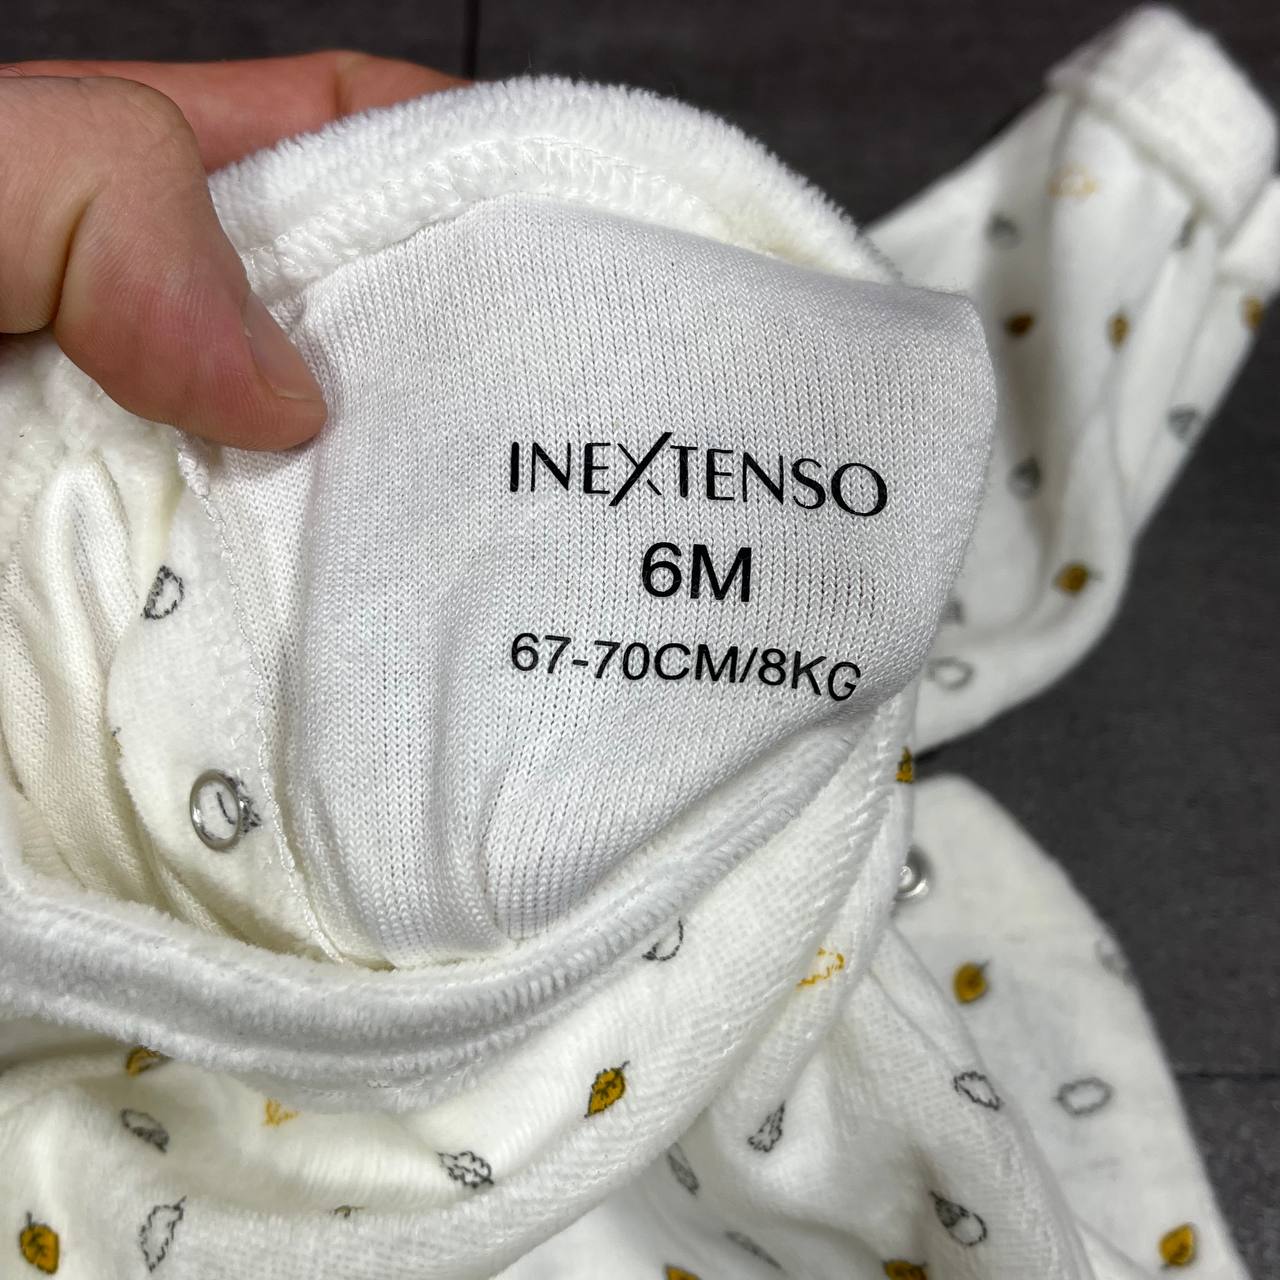 INEXTENSO
6M
67-70CM/8KG